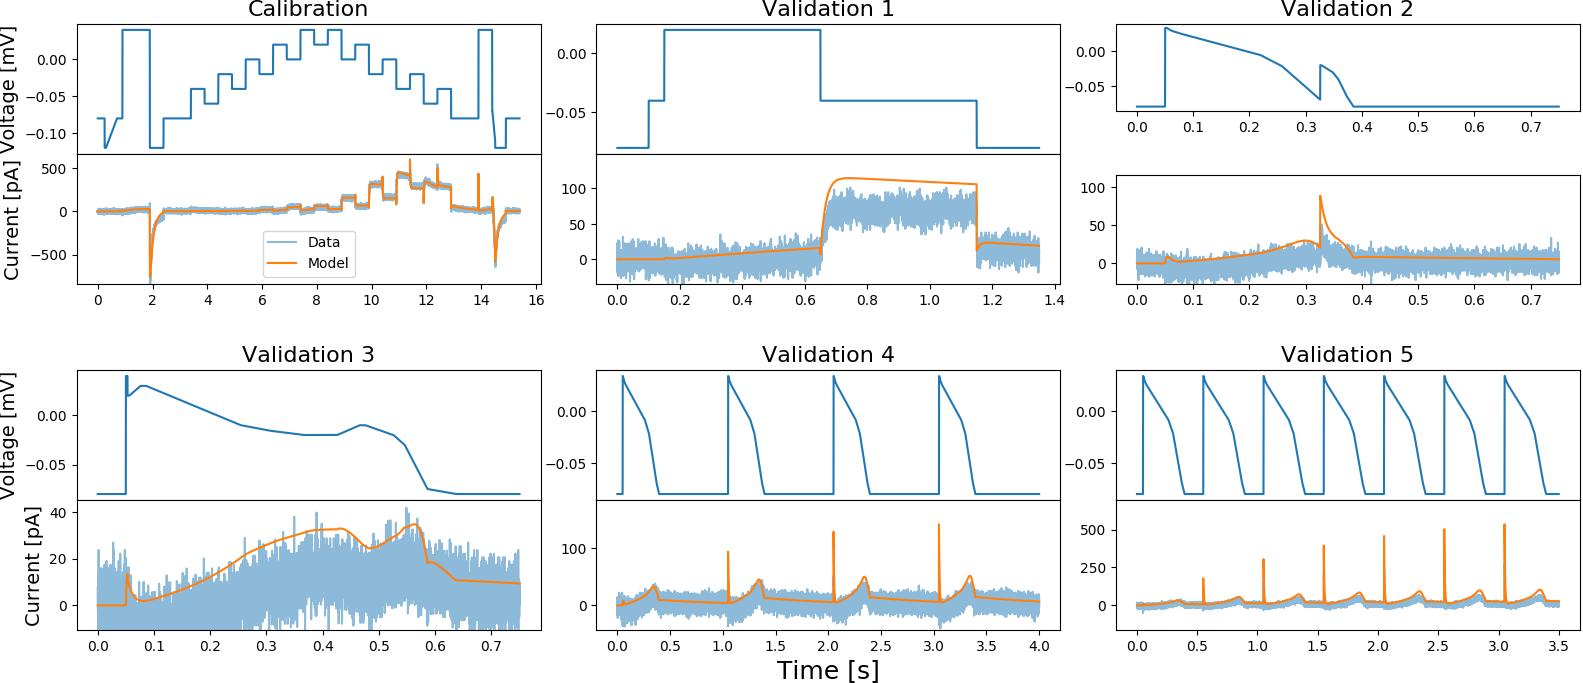 Calibration
Validation 1
Validation 2
Voltage [mV]
0.00
−0.05
−0.10
0.00
−0.05
0.00
−0.05
0.0 0.1 0.2 0.3 0.4 0.5 0.6 0.7
Current [pA]
500
0
−500
Data
Model
100
50
0
100
50
0
0 2 4 6 8 10 12 14 16
0.0 0.2 0.4 0.6 0.8 1.0 1.2 1.4
0.0 0.1 0.2 0.3 0.4 0.5 0.6 0.7
Validation 3
Validation 4
Validation 5
Voltage [mV]
0.00
−0.05
0.00
−0.05
0.00
−0.05
Current [pA]
40
20
0
100
0
500
250
0
0.0 0.1 0.2 0.3 0.4 0.5 0.6 0.7
0.0 0.5 1.0 1.5 2.0 2.5 3.0 3.5 4.0
0.0 0.5 1.0 1.5 2.0 2.5 3.0 3.5
Time [s]